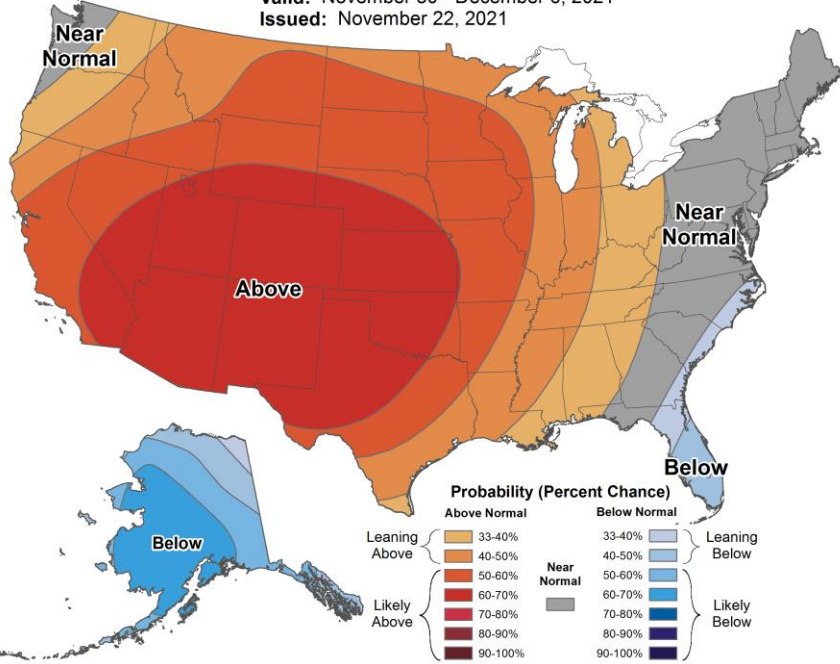 Issued: November 22, 2021
Near
Normal
Near
Normal
Above
Below
Below
Probability (Percent Chance)
Above Normal
Below Normal
Leaning
Above
33-40%
40-50%
50-60%
60-70%
70-80%
80-90%
90-100%
Likely
Above
Near
Normal
33-40%
40-50%
50-60%
60-70%
70-80%
80-90%
90-100%
Leaning
Below
Likely
Below